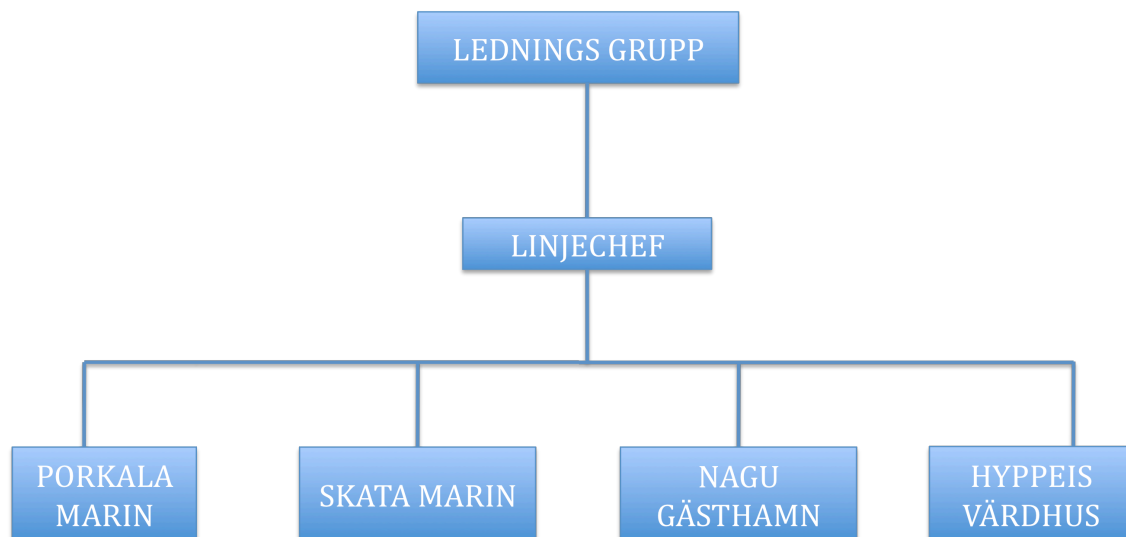 LEDNINGS GRUPP
LINJECHEF
PORKALA
MARIN
SKATA MARIN
NAGU
GÄSTHAMN
HYPPEIS
VÄRDHUS